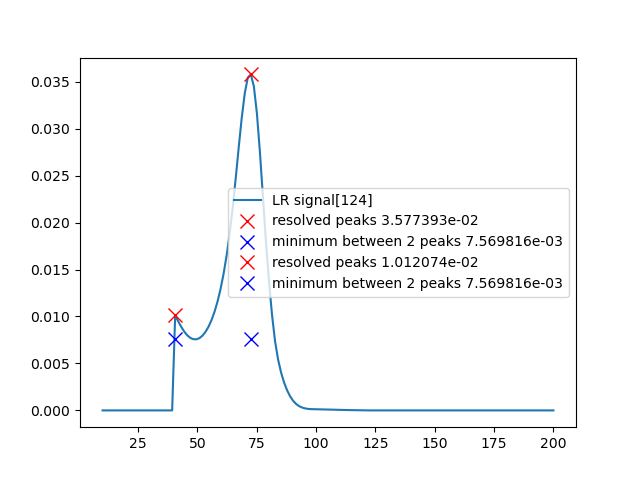 0.035
0.030
0.025
0.020
0.015
0.010
0.005
0.000
LR signal[124]
resolved peaks 3.577393e-02
minimum between 2 peaks 7.569816e-03
resolved peaks 1.012074e-02
minimum between 2 peaks 7.569816e-03
25 50 75 100 125 150 175 200